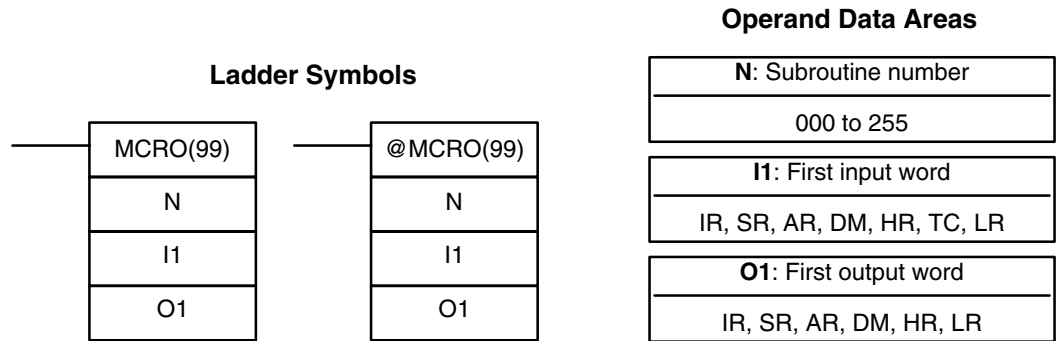 Ladder Symbols
MCRO(99)
N
I1
O1
@MCRO(99)
N
I1
O1
Operand Data Areas
N: Subroutine number
000 to 255
I1: First input word
IR, SR, AR, DM, HR, TC, LR
O1: First output word
IR, SR, AR, DM, HR, LR